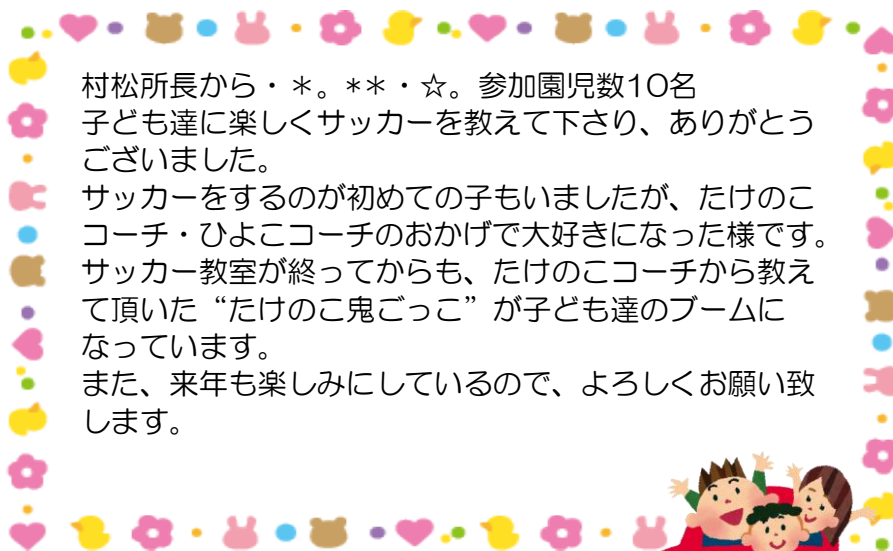 村松所長から・＊。**・☆。参加園児数10名
子ども達に楽しくサッカーを教えて下さり、ありがとう
ございました。
サッカーをするのが初めての子もいましたが、たけのこ
コーチ・ひよこコーチのおかげで大好きになった様です。
サッカー教室が終ってからも、たけのこコーチから教え
て頂いた“たけのこ鬼ごっこ”が子ども達のブームに
なっています。
また、来年も楽しみにしているので、よろしくお願い致
します。